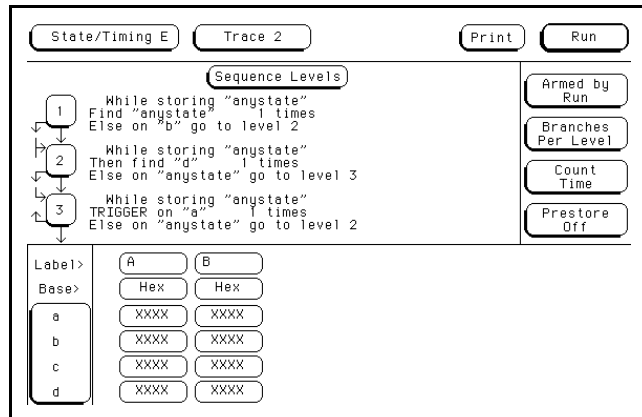 State/Timing E Trace 2 Print Run
Sequence Levels
1 While storing "anystate"
Find "anystate" 1 times
Else on "b" go to level 2
2 While storing "anystate"
Then find "d" 1 times
Else on "anystate" go to level 3
3 While storing "anystate"
TRIGGER on "a" 1 times
Else on "anystate" go to level 2
Armed by
Run
Branches
Per Level
Count
Time
Prestore
Off
Label> A B
Base> Hex Hex
a XXXX XXXX
b XXXX XXXX
c XXXX XXXX
d XXXX XXXX